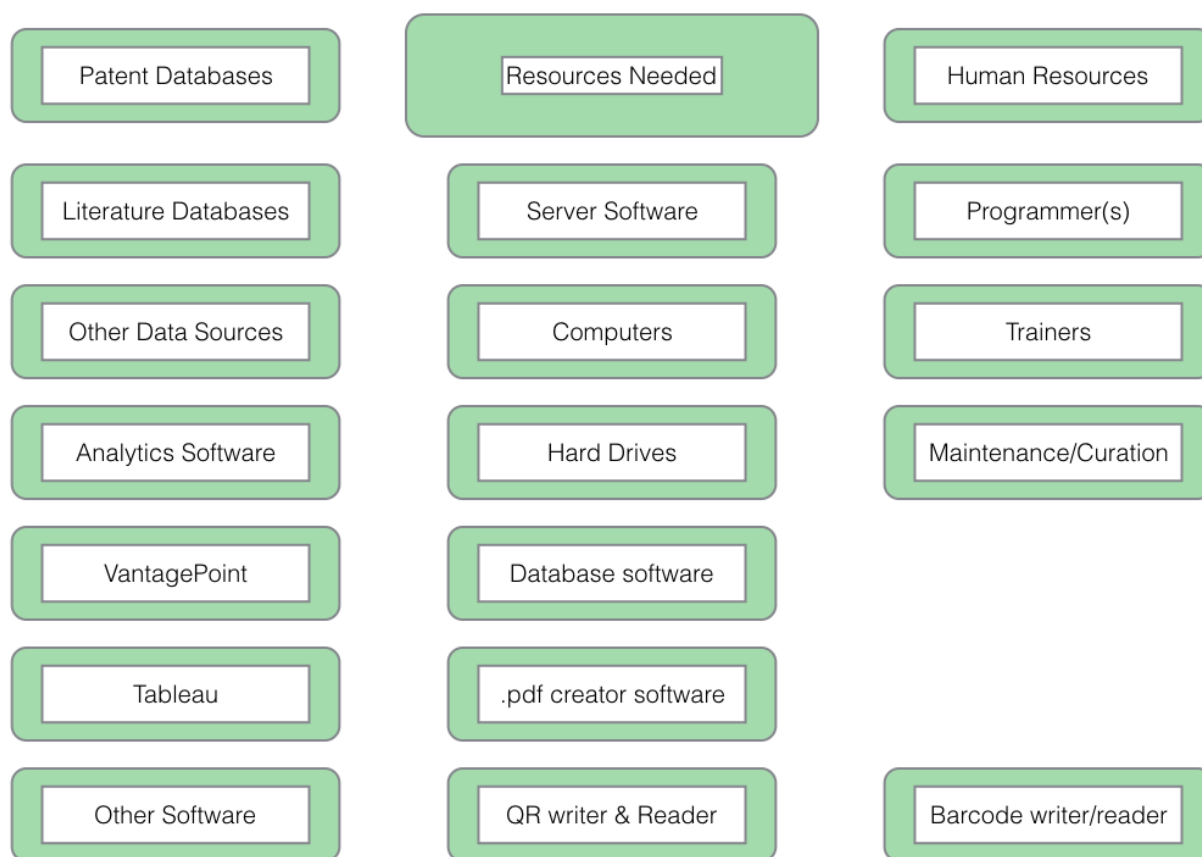 Patent Databases
Resources Needed
Human Resources
Literature Databases
Server Software
Programmer(s)
Other Data Sources
Computers
Trainers
Analytics Software
Hard Drives
Maintenance/Curation
VantagePoint
Database software
Tableau
.pdf creator software
Other Software
QR writer & Reader
Barcode writer/reader